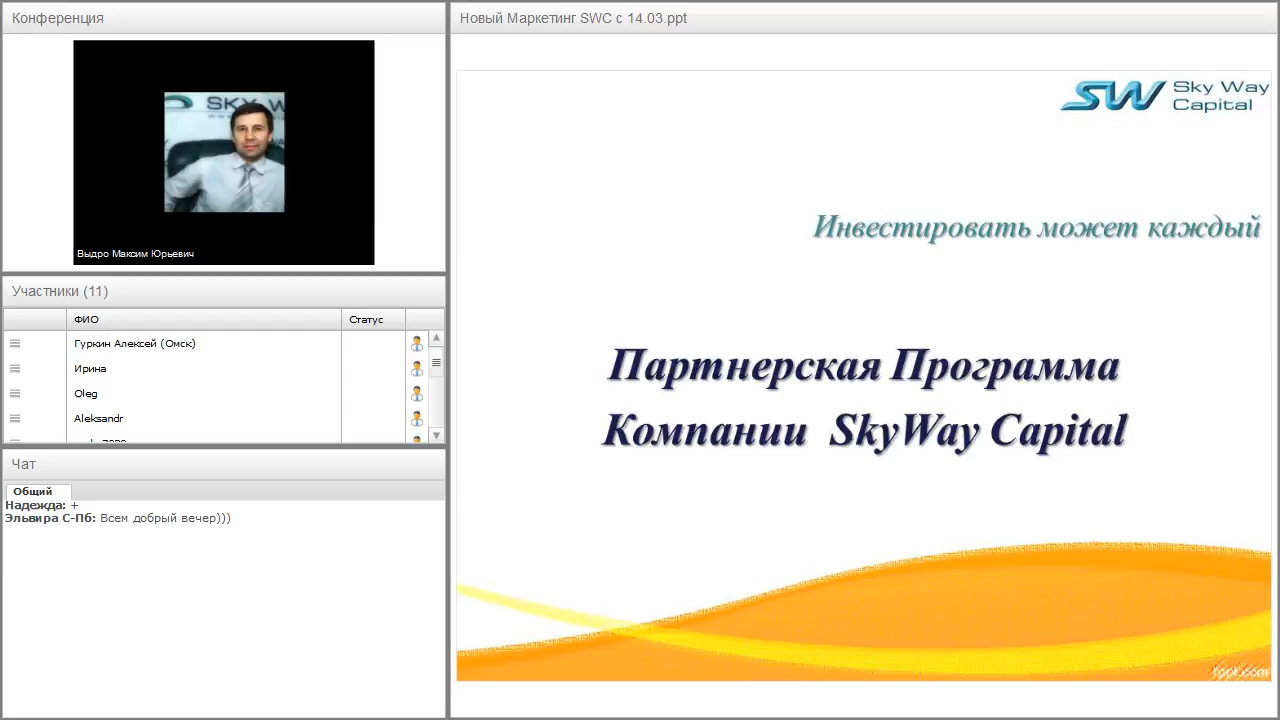 Конференция
SKY W
Выдро Максим Юрьевич
Участники (11)
ФИО
Статус
Гуркин Алексей (Омск)
Ирина
Oleg
Aleksandr
Чат
Общий
Надежда: +
Эльвира С-Пб: Всем добрый вечер)))
Новый Маркетинг SWC с 14.03.ppt
SW Sky Way
Capital
Инвестировать может каждый
Партнерская Программа
Компании SkyWay Capital